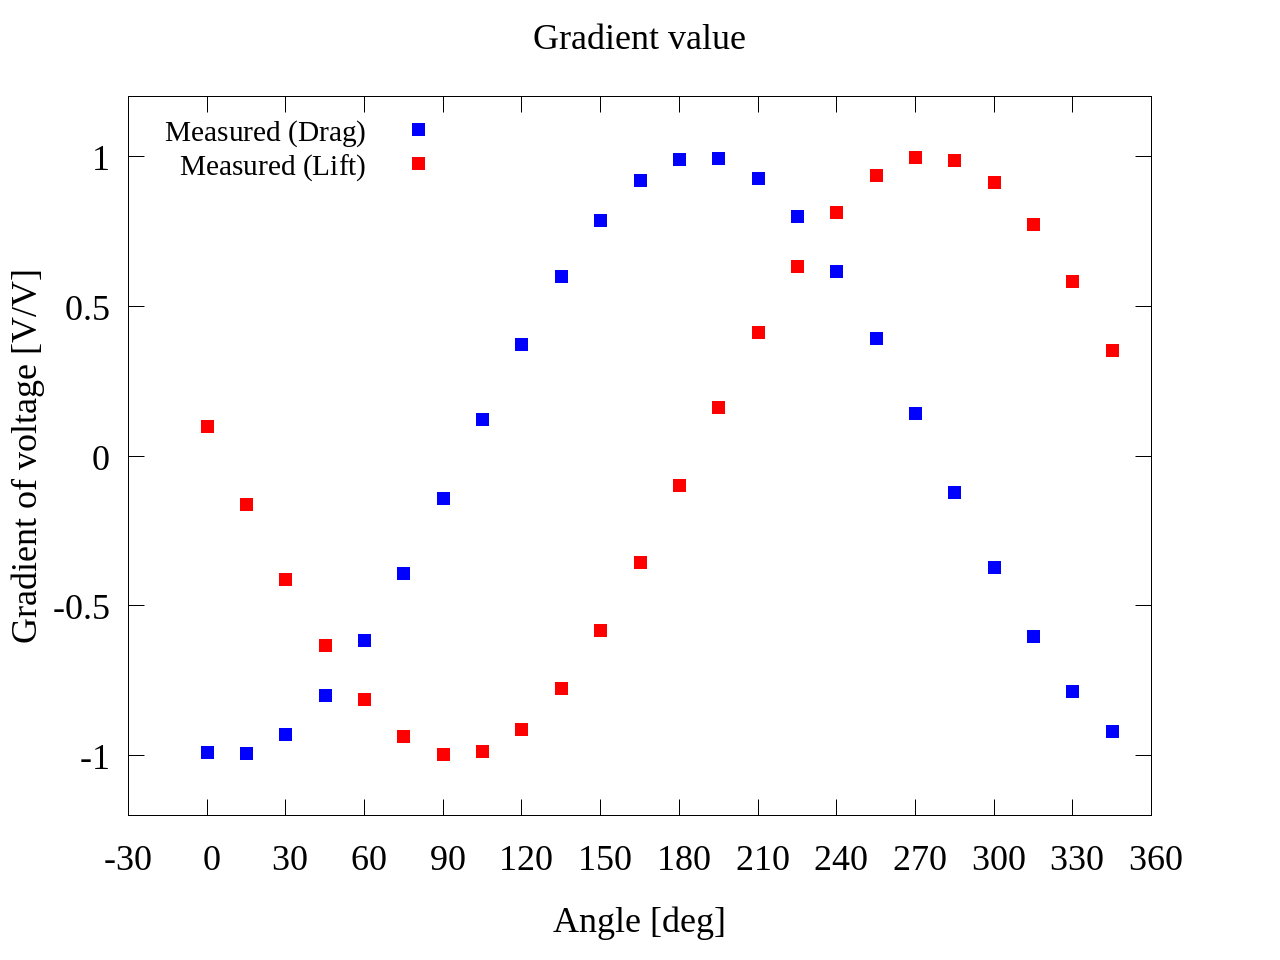 Gradient value
Measured (Drag)
Measured (Lift)
1
0.5
0
-0.5
-1
Gradient of voltage [V/V]
-30 0 30 60 90 120 150 180 210 240 270 300 330 360
Angle [deg]